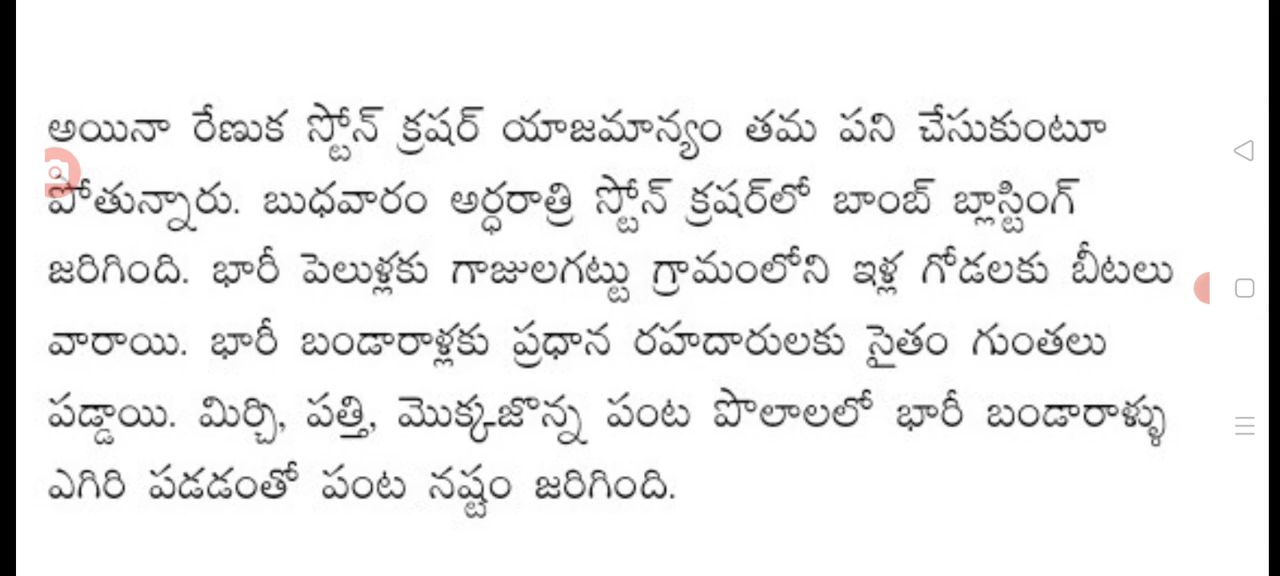 అయినా రేణుక స్టోన్ క్రషర్ యాజమాన్యం తమ పని చేసుకుంటూ
పోతున్నారు. బుధవారం అర్ధరాత్రి స్టోన్ క్రషర్‌లో బాంబ్ బ్లాస్టింగ్
జరిగింది. భారీ పెలుళ్లకు గాజులగట్టు గ్రామంలోని ఇళ్ల గోడలకు బీటలు
వారాయి. భారీ బండారాళ్లకు ప్రధాన రహదారులకు సైతం గుంతలు
పడ్డాయి. మిర్చి, పత్తి, మొక్కజొన్న పంట పొలాలలో భారీ బండారాళ్ళు
ఎగిరి పడడంతో పంట నష్టం జరిగింది.